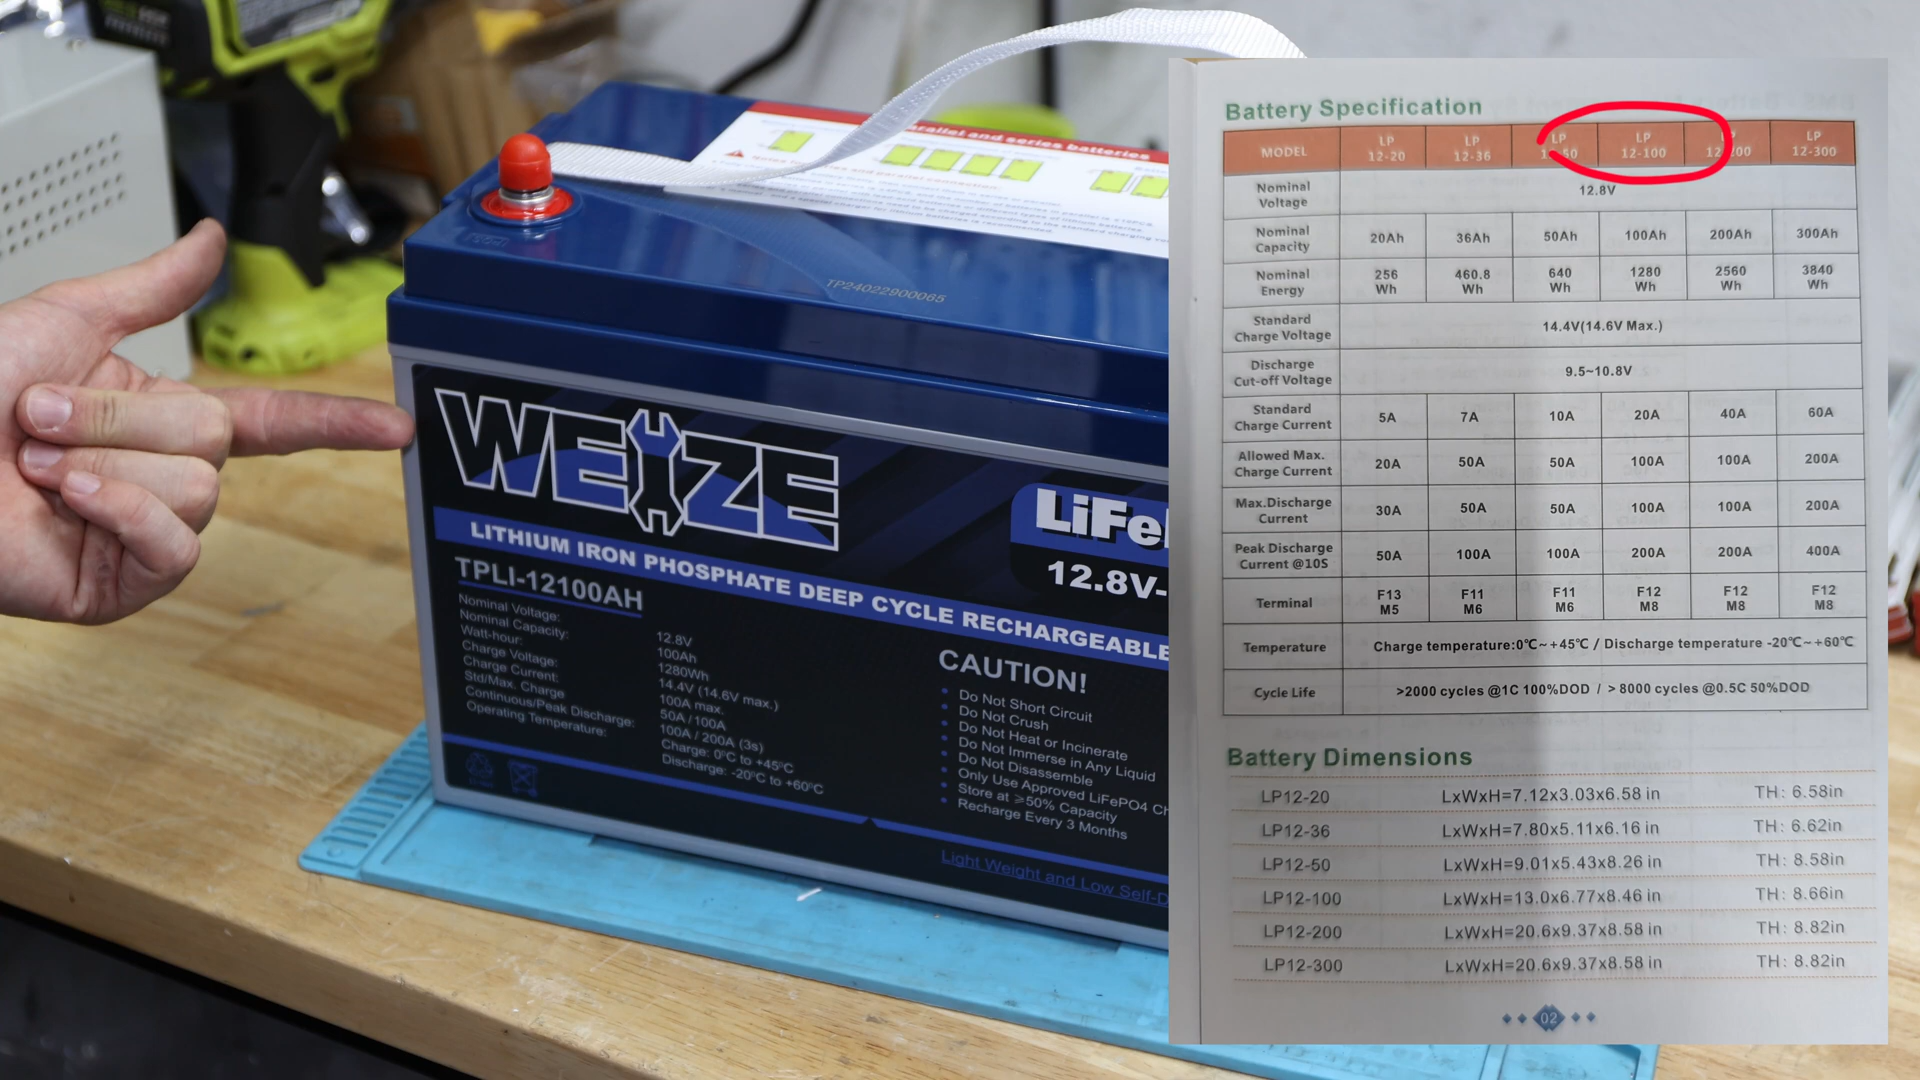 Parallel and series batteries
TP24022900065
WEIZE
LiFe
12.8V-
LITHIUM IRON PHOSPHATE DEEP CYCLE RECHARGEABLE
TPLI-12100AH
Nominal Voltage: 12.8V
Nominal Capacity: 100Ah
Watt-hour: 1280Wh
Charge Voltage: 14.4V (14.6V max.)
Charge Current: 100A max.
Std/Max. Charge 50A / 100A
Continuous/Peak Discharge: 100A / 200A (3s)
Operating Temperature: Charge: 0°C to +45°C
Discharge: -20°C to +60°C
CAUTION!
Do Not Short Circuit
Do Not Crush
Do Not Heat or Incinerate
Do Not Immerse in Any Liquid
Do Not Disassemble
Only Use Approved LiFePO4 Ch
Store at ≥50% Capacity
Recharge Every 3 Months
Light Weight and Low Self-D
Battery Specification
MODEL LP 12-20 LP 12-36 LP LP 12-100 LP 12-300
Nominal Voltage 12.8V
Nominal Capacity 20Ah 36Ah 50Ah 100Ah 200Ah 300Ah
Nominal Energy 256 Wh 460.8 Wh 640 Wh 1280 Wh 2560 Wh 3840 Wh
Standard Charge Voltage 14.4V(14.6V Max.)
Discharge Cut-off Voltage 9.5~10.8V
Standard Charge Current 5A 7A 10A 20A 40A 60A
Allowed Max. Charge Current 20A 50A 50A 100A 100A 200A
Max.Discharge Current 30A 50A 50A 100A 100A 200A
Peak Discharge Current @10S 50A 100A 100A 200A 200A 400A
Terminal F13 M5 F11 M6 F11 M6 F12 M8 F12 M8 F12 M8
Temperature Charge temperature:0℃~+45℃ / Discharge temperature -20℃~+60℃
Cycle Life >2000 cycles @1C 100%DOD / > 8000 cycles @0.5C 50%DOD
Battery Dimensions
LP12-20 LxWxH=7.12x3.03x6.58 in TH: 6.58in
LP12-36 LxWxH=7.80x5.11x6.16 in TH: 6.62in
LP12-50 LxWxH=9.01x5.43x8.26 in TH: 8.58in
LP12-100 LxWxH=13.0x6.77x8.46 in TH: 8.66in
LP12-200 LxWxH=20.6x9.37x8.58 in TH: 8.82in
LP12-300 LxWxH=20.6x9.37x8.58 in TH: 8.82in
02